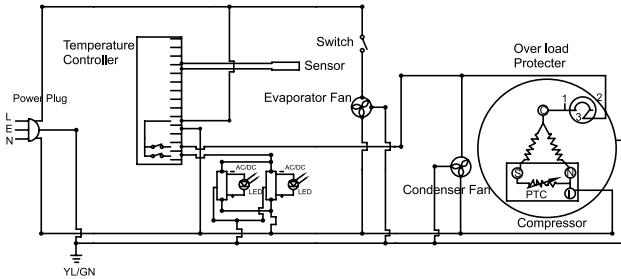 Temperature
Controller
Switch
Over load
Protecter
Sensor
Power Plug
Evaporator Fan
L
E
N
1
2
3
C
AC/DC
AC/DC
LED
LED
Condenser Fan
S
N
PTC
L
Compressor
YL/GN